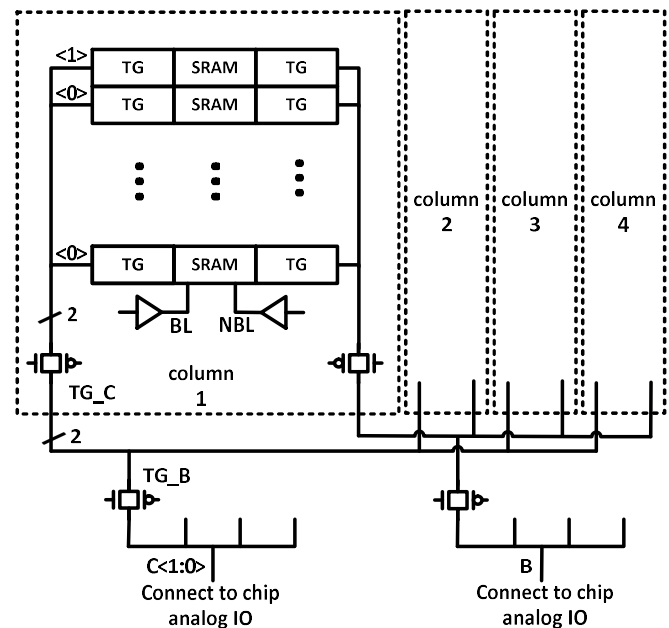 <1>
TG SRAM TG
<0>
TG SRAM TG
column
2
column
3
column
4
<0>
TG SRAM TG
2
BL NBL
TG_C
column
1
2
TG_B
C<1:0>
Connect to chip
analog IO
B
Connect to chip
analog IO